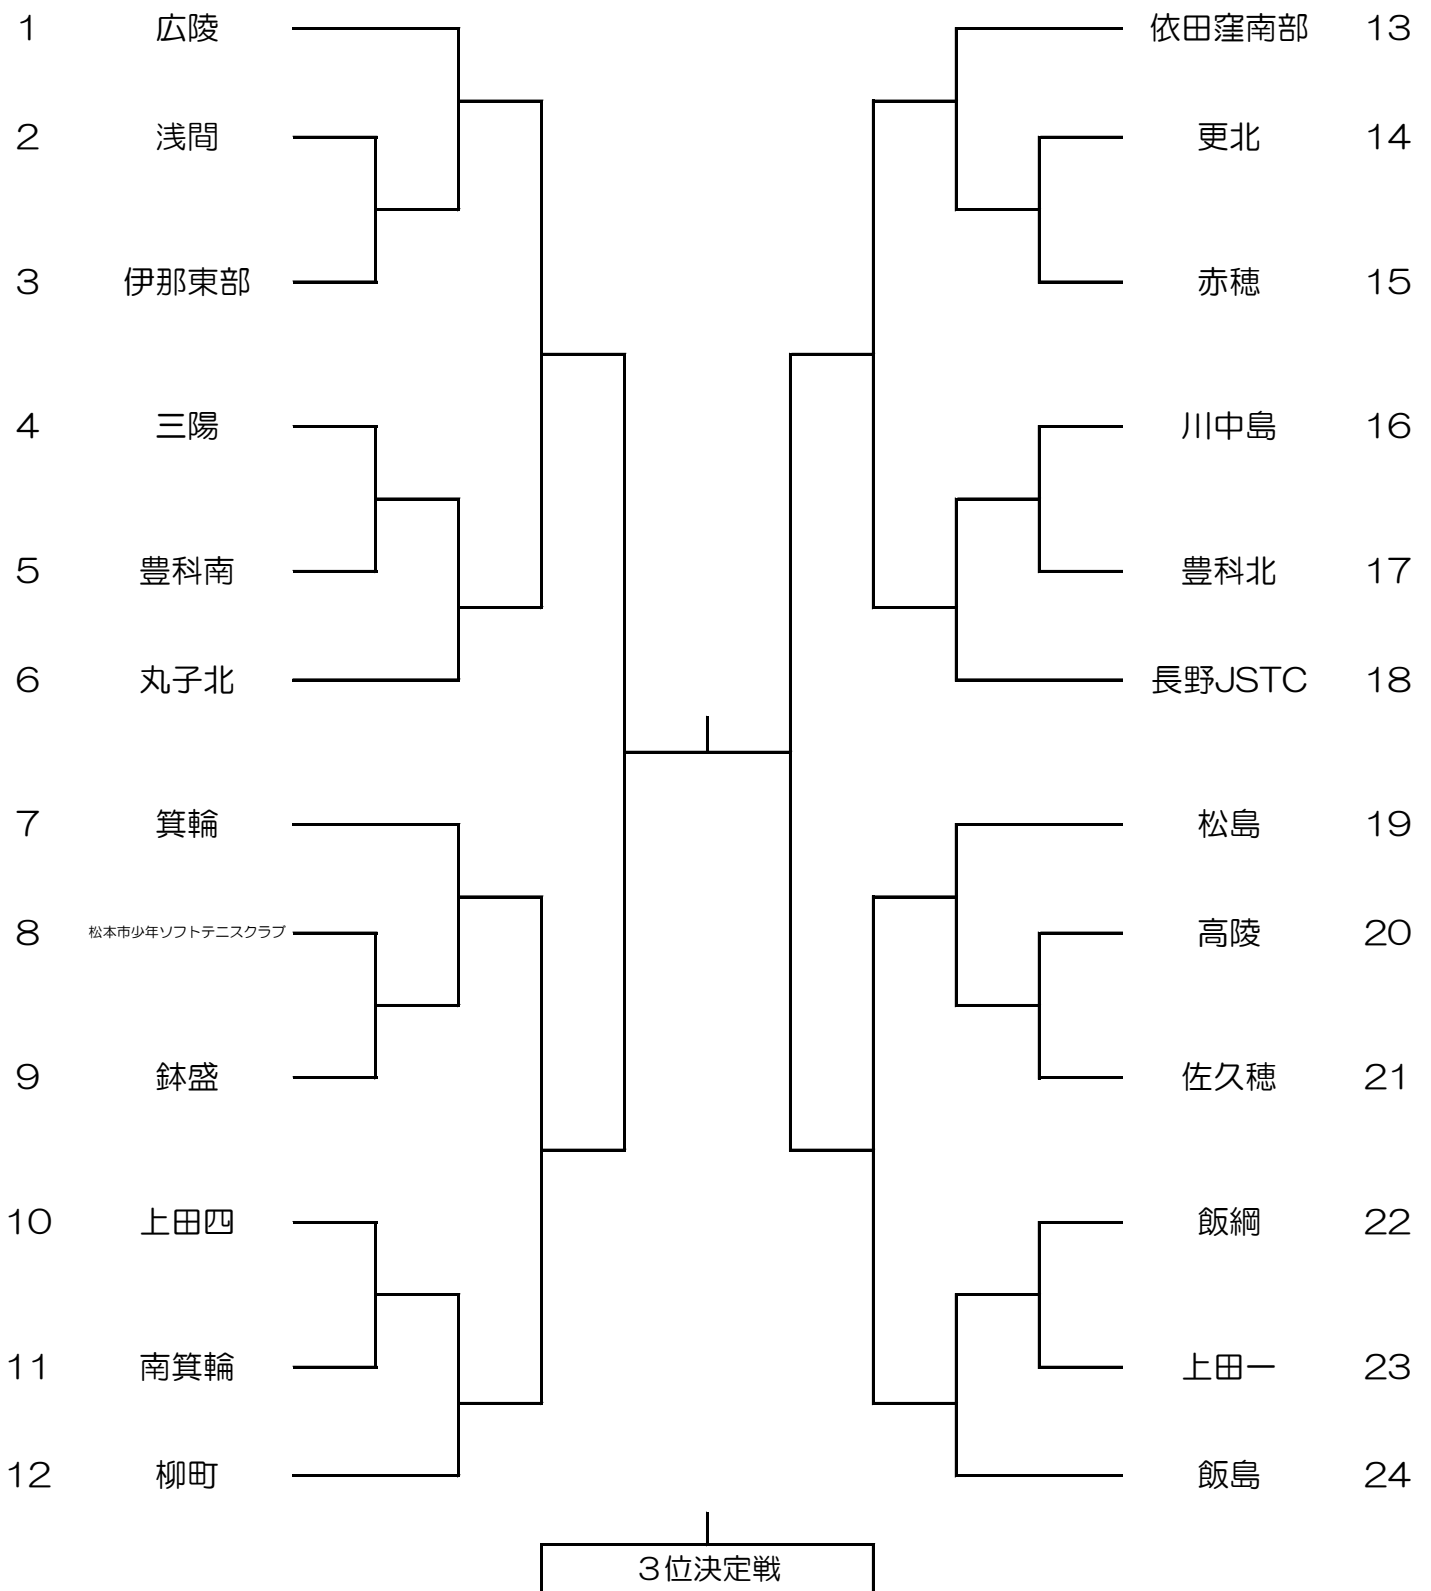 1 広陵
2 浅間
3 伊那東部
4 三陽
5 豊科南
6 丸子北
7 箕輪
8 松本市少年ソフトテニスクラブ
9 鉢盛
10 上田四
11 南箕輪
12 柳町
依田窪南部 13
更北 14
赤穂 15
川中島 16
豊科北 17
長野JSTC 18
松島 19
高陵 20
佐久穂 21
飯綱 22
上田一 23
飯島 24
３位決定戦